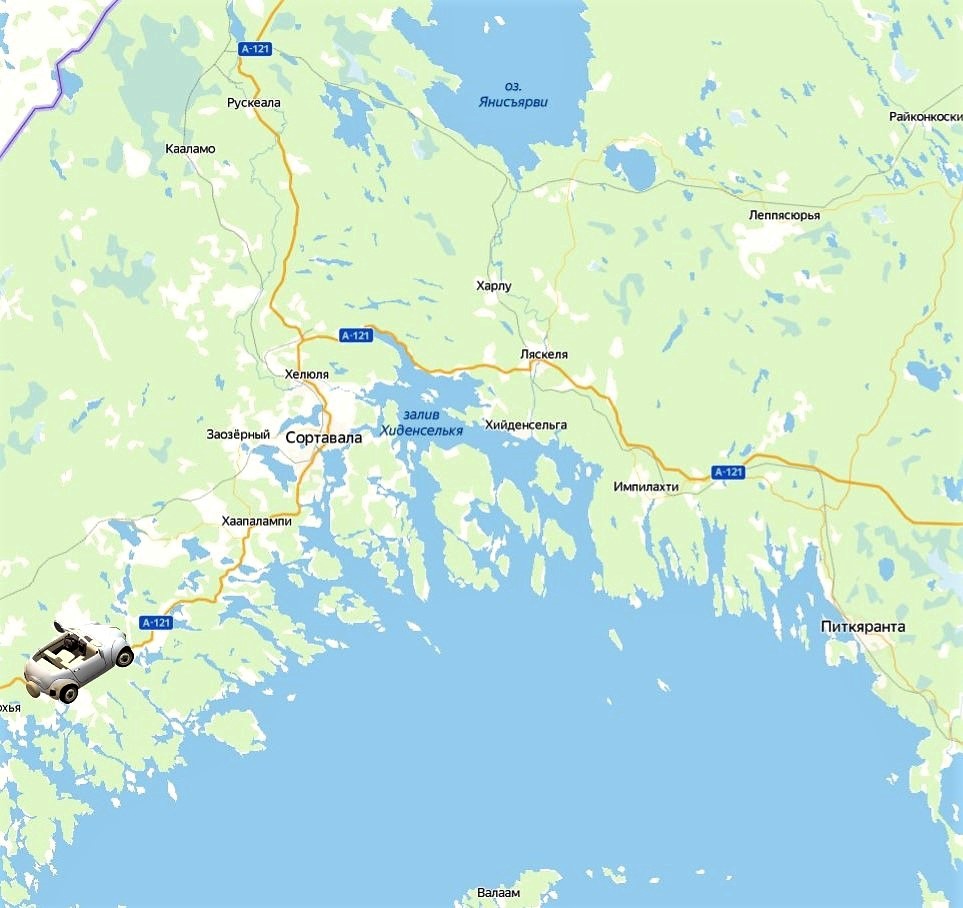 А-121
оз.
Янисъярви
Рускеала
Райконкоски
Кааламо
Леппясюрья
Харлу
А-121
Ляскеля
Хелюля
залив
Хиденселькя
Хийденсельга
Заозёрный
Сортавала
А-121
Импилахти
Хаапалампи
А-121
Питкяранта
охья
Валаам